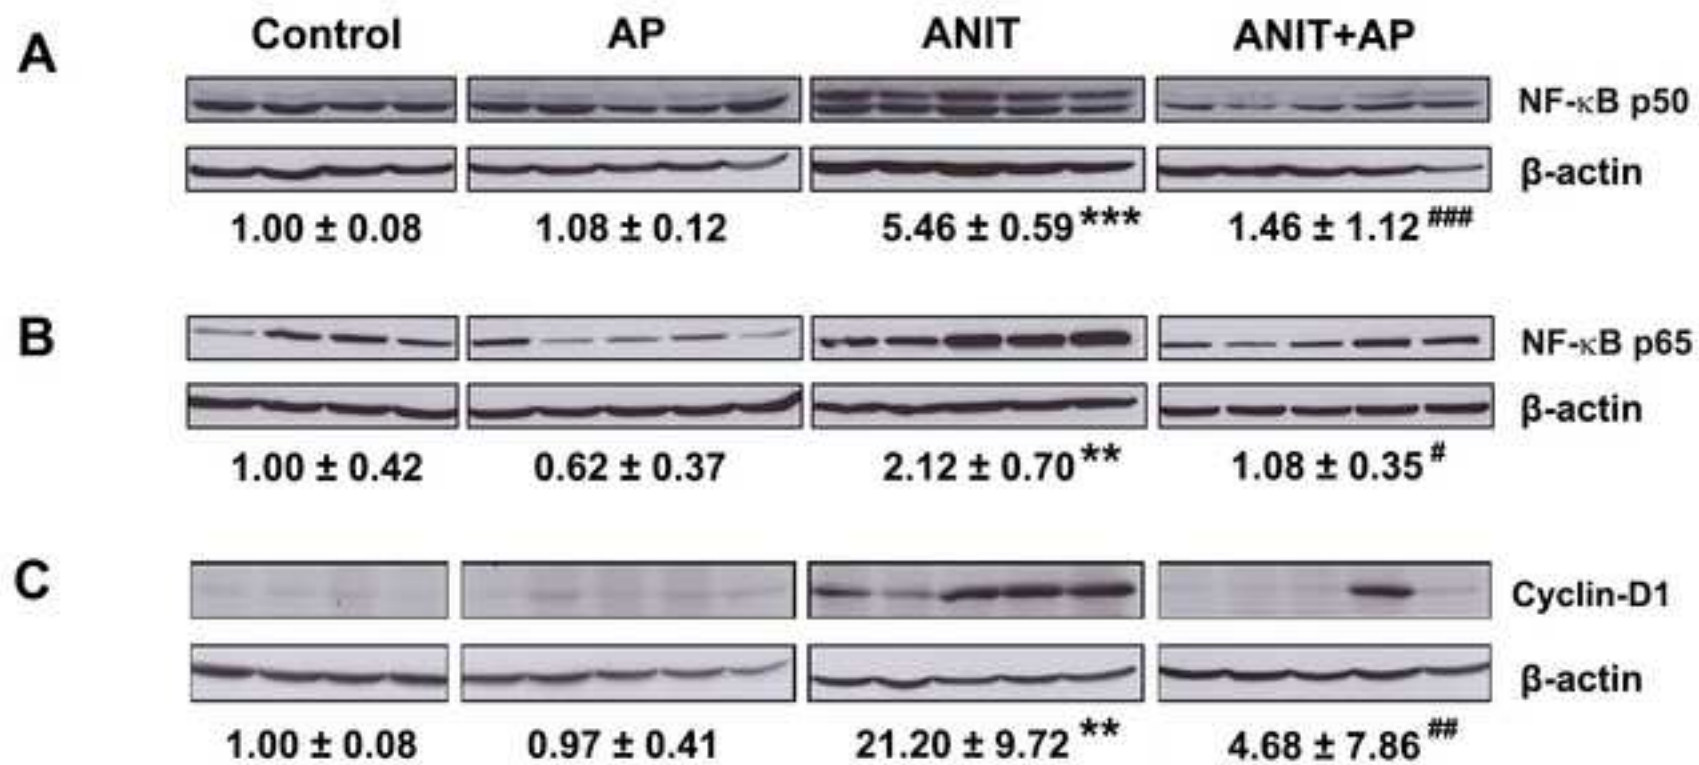 A Control AP ANIT ANIT+AP
NF-κB p50
β-actin
1.00 ± 0.08 1.08 ± 0.12 5.46 ± 0.59*** 1.46 ± 1.12###
B NF-κB p65
β-actin
1.00 ± 0.42 0.62 ± 0.37 2.12 ± 0.70** 1.08 ± 0.35#
C Cyclin-D1
β-actin
1.00 ± 0.08 0.97 ± 0.41 21.20 ± 9.72** 4.68 ± 7.86##